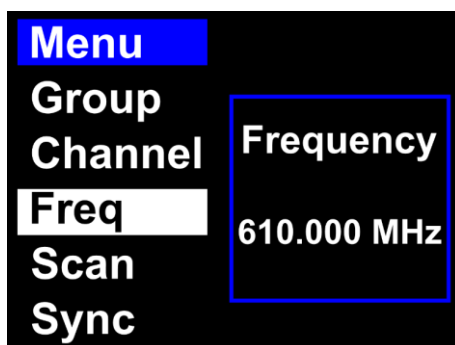 Menu
Group
Channel
Freq
Scan
Sync
Frequency
610.000 MHz